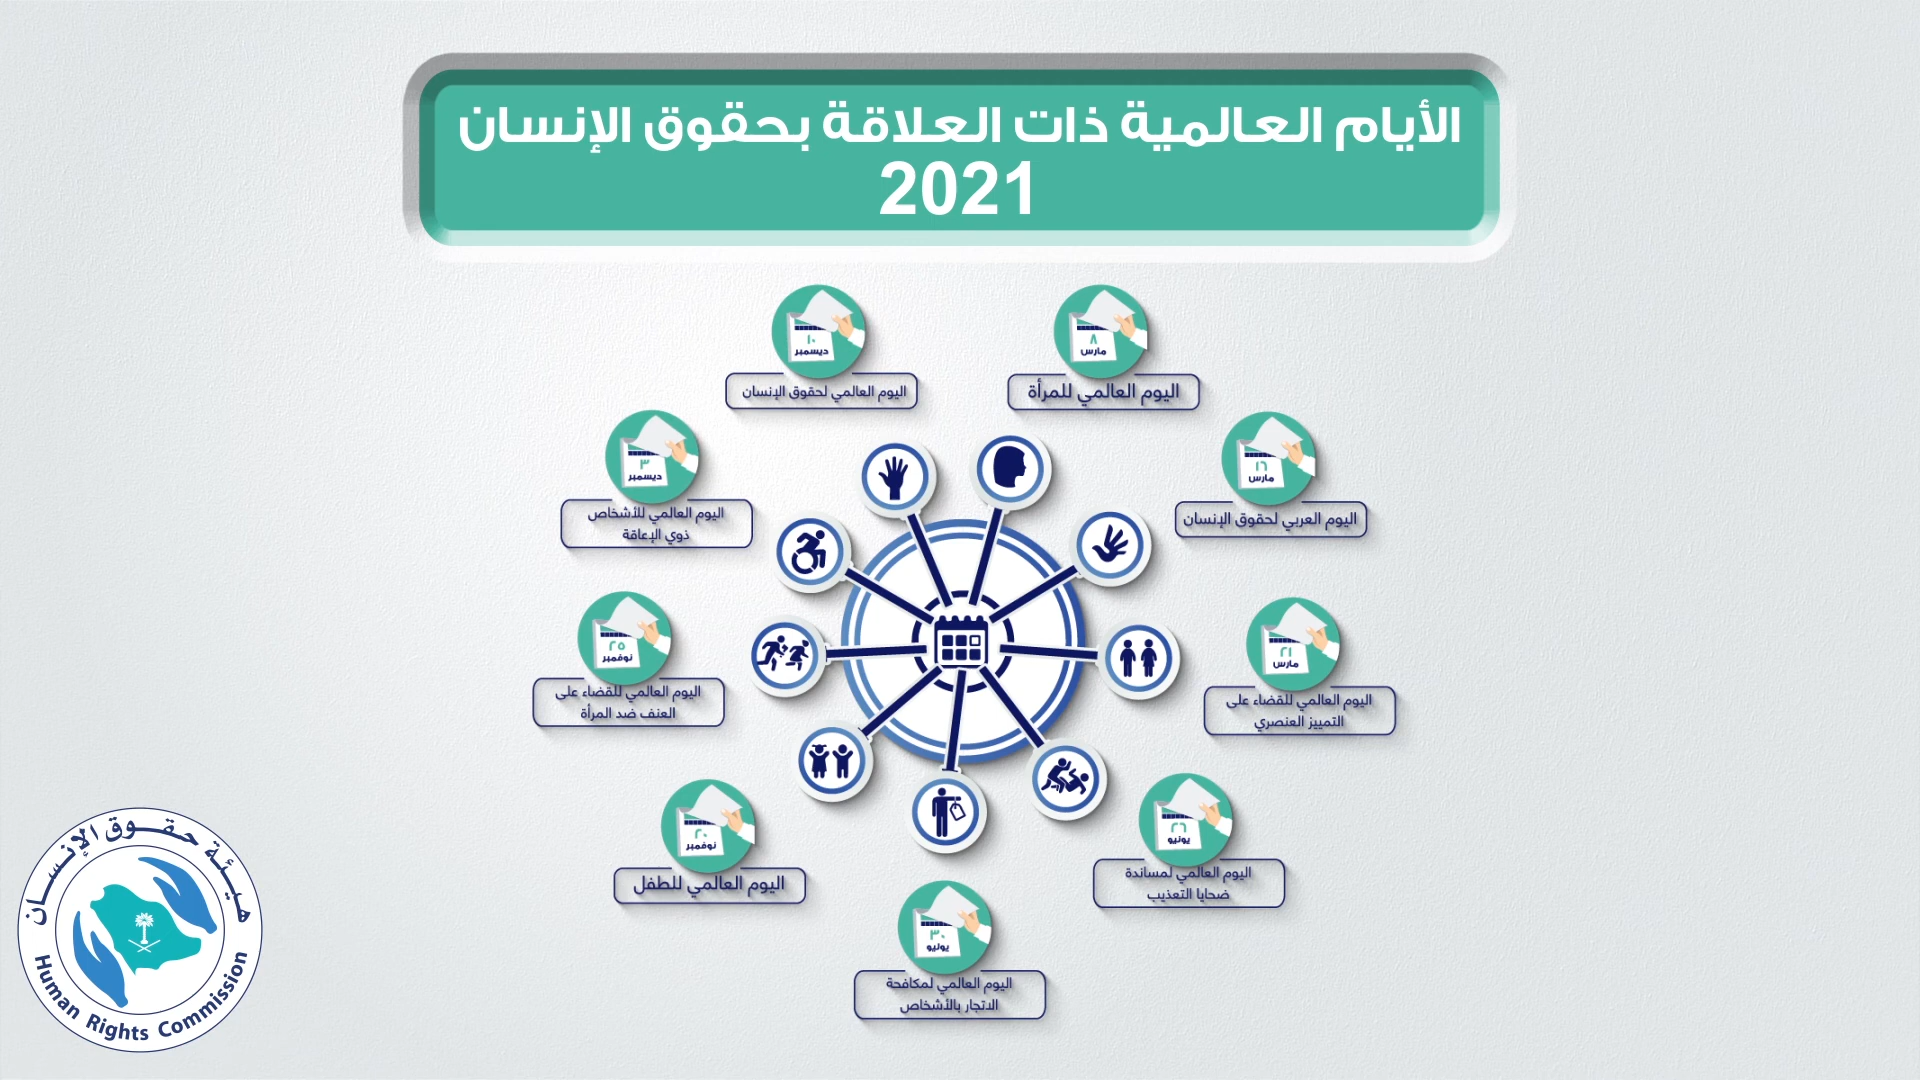 الأيام العالمية ذات العلاقة بحقوق الإنسان
2021
٨
مارس
اليوم العالمي للمرأة
١٦
مارس
اليوم العربي لحقوق الإنسان
٢١
مارس
اليوم العالمي للقضاء على
التمييز العنصري
٢٦
يونيو
اليوم العالمي لمساندة
ضحايا التعذيب
٣٠
يوليو
اليوم العالمي لمكافحة
الاتجار بالأشخاص
٢٠
نوفمبر
اليوم العالمي للطفل
٢٥
نوفمبر
اليوم العالمي للقضاء على
العنف ضد المرأة
٣
ديسمبر
اليوم العالمي للأشخاص
ذوي الإعاقة
١٠
ديسمبر
اليوم العالمي لحقوق الإنسان
هيئة حقوق الإنسان
Human Rights Commission